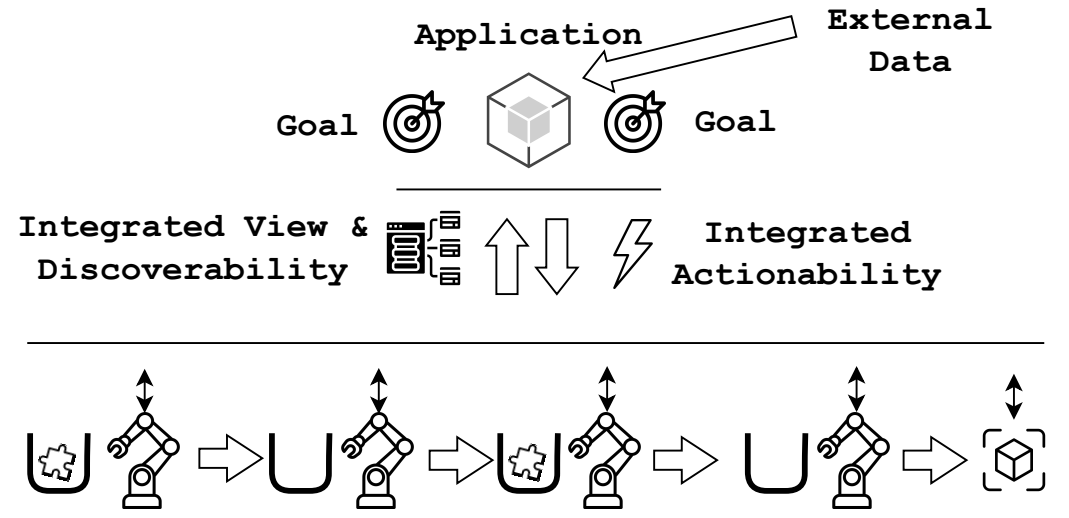 External
Data
Application
Goal
Goal
Integrated View &
Discoverability
Integrated
Actionability